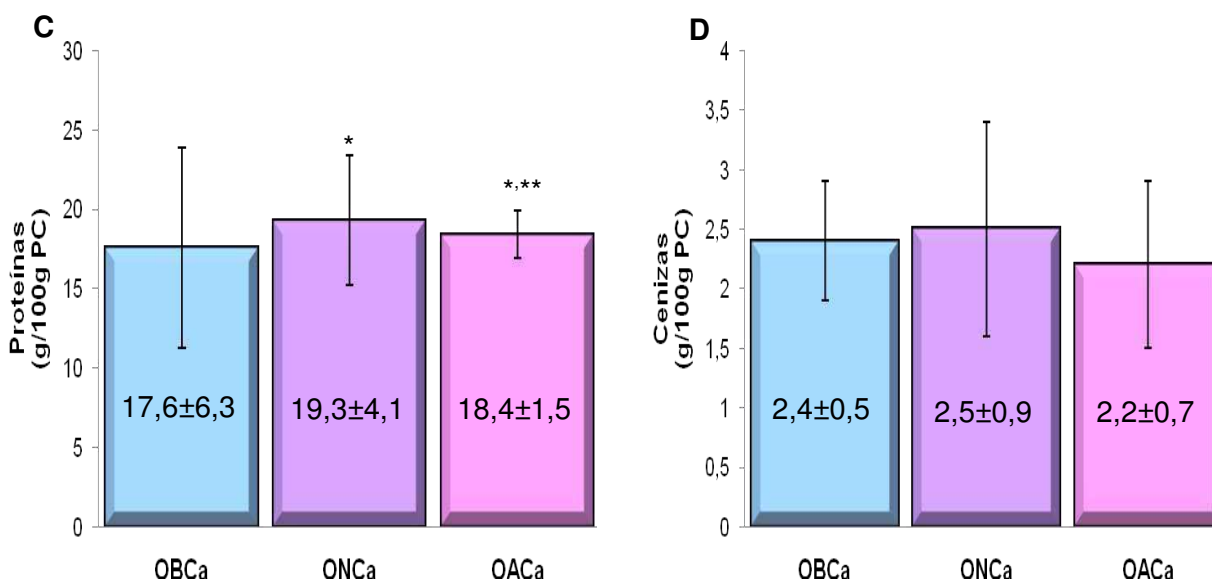 C
30
25
20
15
10
5
0
Proteínas
(g/100g PC)
*
*,**
17,6±6,3
19,3±4,1
18,4±1,5
OBCa
ONCa
OACa
D
4
3,5
3
2,5
2
1,5
1
0,5
0
Cenizas
(g/100g PC)
2,4±0,5
2,5±0,9
2,2±0,7
OBCa
ONCa
OACa